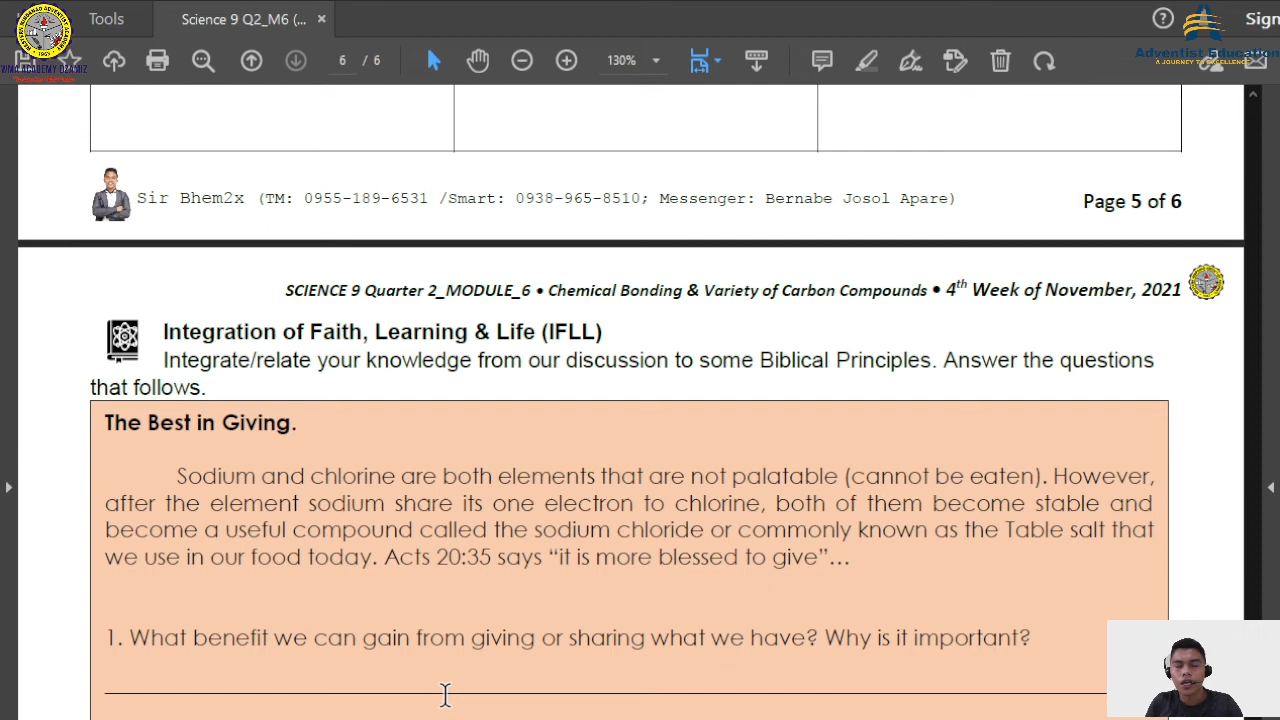 Tools
Science 9 Q2_M6 (...
Sign
Adventist Education
A JOURNEY TO EXCELLENCE
6 / 6
130%
Sir Bhem2x (TM: 0955-189-6531 /Smart: 0938-965-8510; Messenger: Bernabe Josol Apare)
Page 5 of 6
SCIENCE 9 Quarter 2_MODULE_6 • Chemical Bonding & Variety of Carbon Compounds • 4th Week of November, 2021
Integration of Faith, Learning & Life (IFLL)
Integrate/relate your knowledge from our discussion to some Biblical Principles. Answer the questions
that follows.
The Best in Giving.
Sodium and chlorine are both elements that are not palatable (cannot be eaten). However,
after the element sodium share its one electron to chlorine, both of them become stable and
become a useful compound called the sodium chloride or commonly known as the Table salt that
we use in our food today. Acts 20:35 says “it is more blessed to give”…
1. What benefit we can gain from giving or sharing what we have? Why is it important?